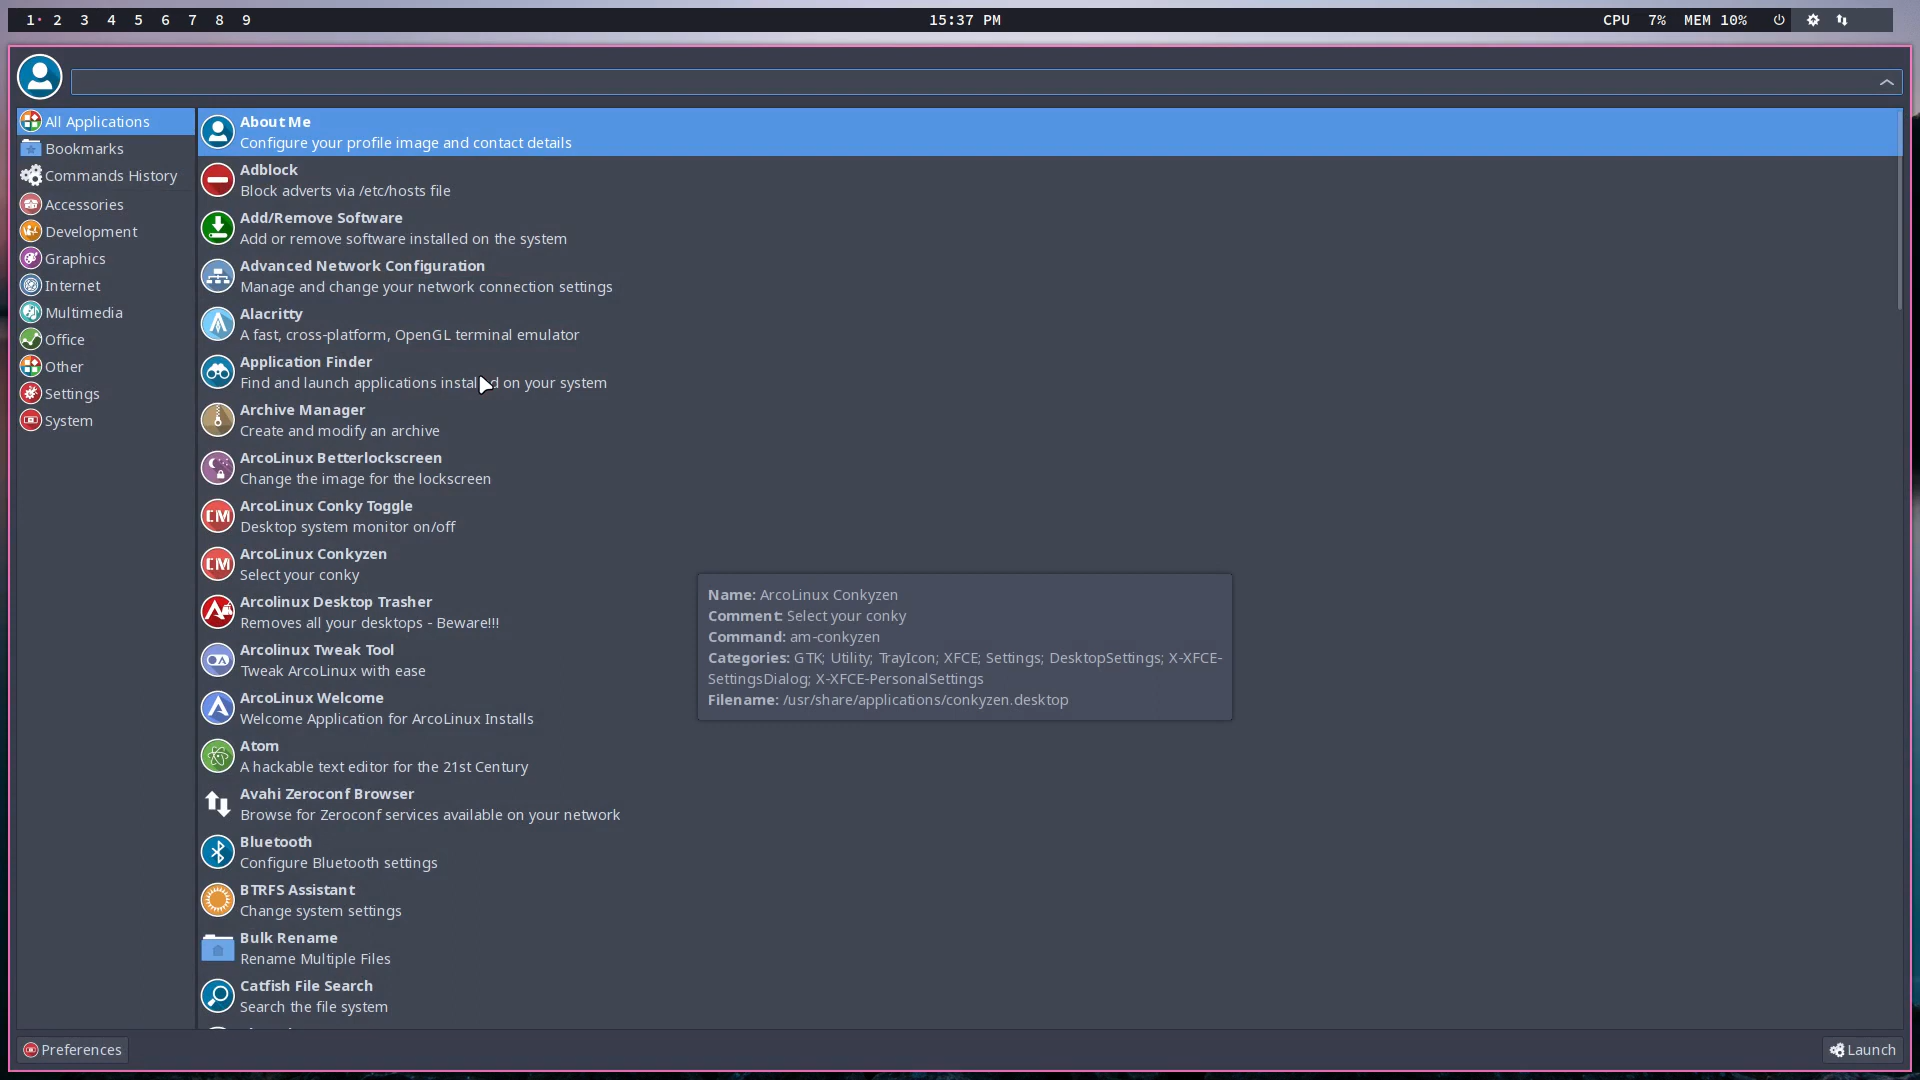 1 2 3 4 5 6 7 8 9 15:37 PM CPU 7% MEM 10%
All Applications
Bookmarks
Commands History
Accessories
Development
Graphics
Internet
Multimedia
Office
Other
Settings
System
About Me
Configure your profile image and contact details
Adblock
Block adverts via /etc/hosts file
Add/Remove Software
Add or remove software installed on the system
Advanced Network Configuration
Manage and change your network connection settings
Alacritty
A fast, cross-platform, OpenGL terminal emulator
Application Finder
Find and launch applications installed on your system
Archive Manager
Create and modify an archive
ArcoLinux Betterlockscreen
Change the image for the lockscreen
ArcoLinux Conky Toggle
Desktop system monitor on/off
ArcoLinux Conkyzen
Select your conky
Arcolinux Desktop Trasher
Removes all your desktops - Beware!!!
Arcolinux Tweak Tool
Tweak ArcoLinux with ease
ArcoLinux Welcome
Welcome Application for ArcoLinux Installs
Atom
A hackable text editor for the 21st Century
Avahi Zeroconf Browser
Browse for Zeroconf services available on your network
Bluetooth
Configure Bluetooth settings
BTRFS Assistant
Change system settings
Bulk Rename
Rename Multiple Files
Catfish File Search
Search the file system
Name: ArcoLinux Conkyzen
Comment: Select your conky
Command: am-conkyzen
Categories: GTK; Utility; TrayIcon; XFCE; Settings; DesktopSettings; X-XFCE-
SettingsDialog; X-XFCE-PersonalSettings
Filename: /usr/share/applications/conkyzen.desktop
Preferences
Launch